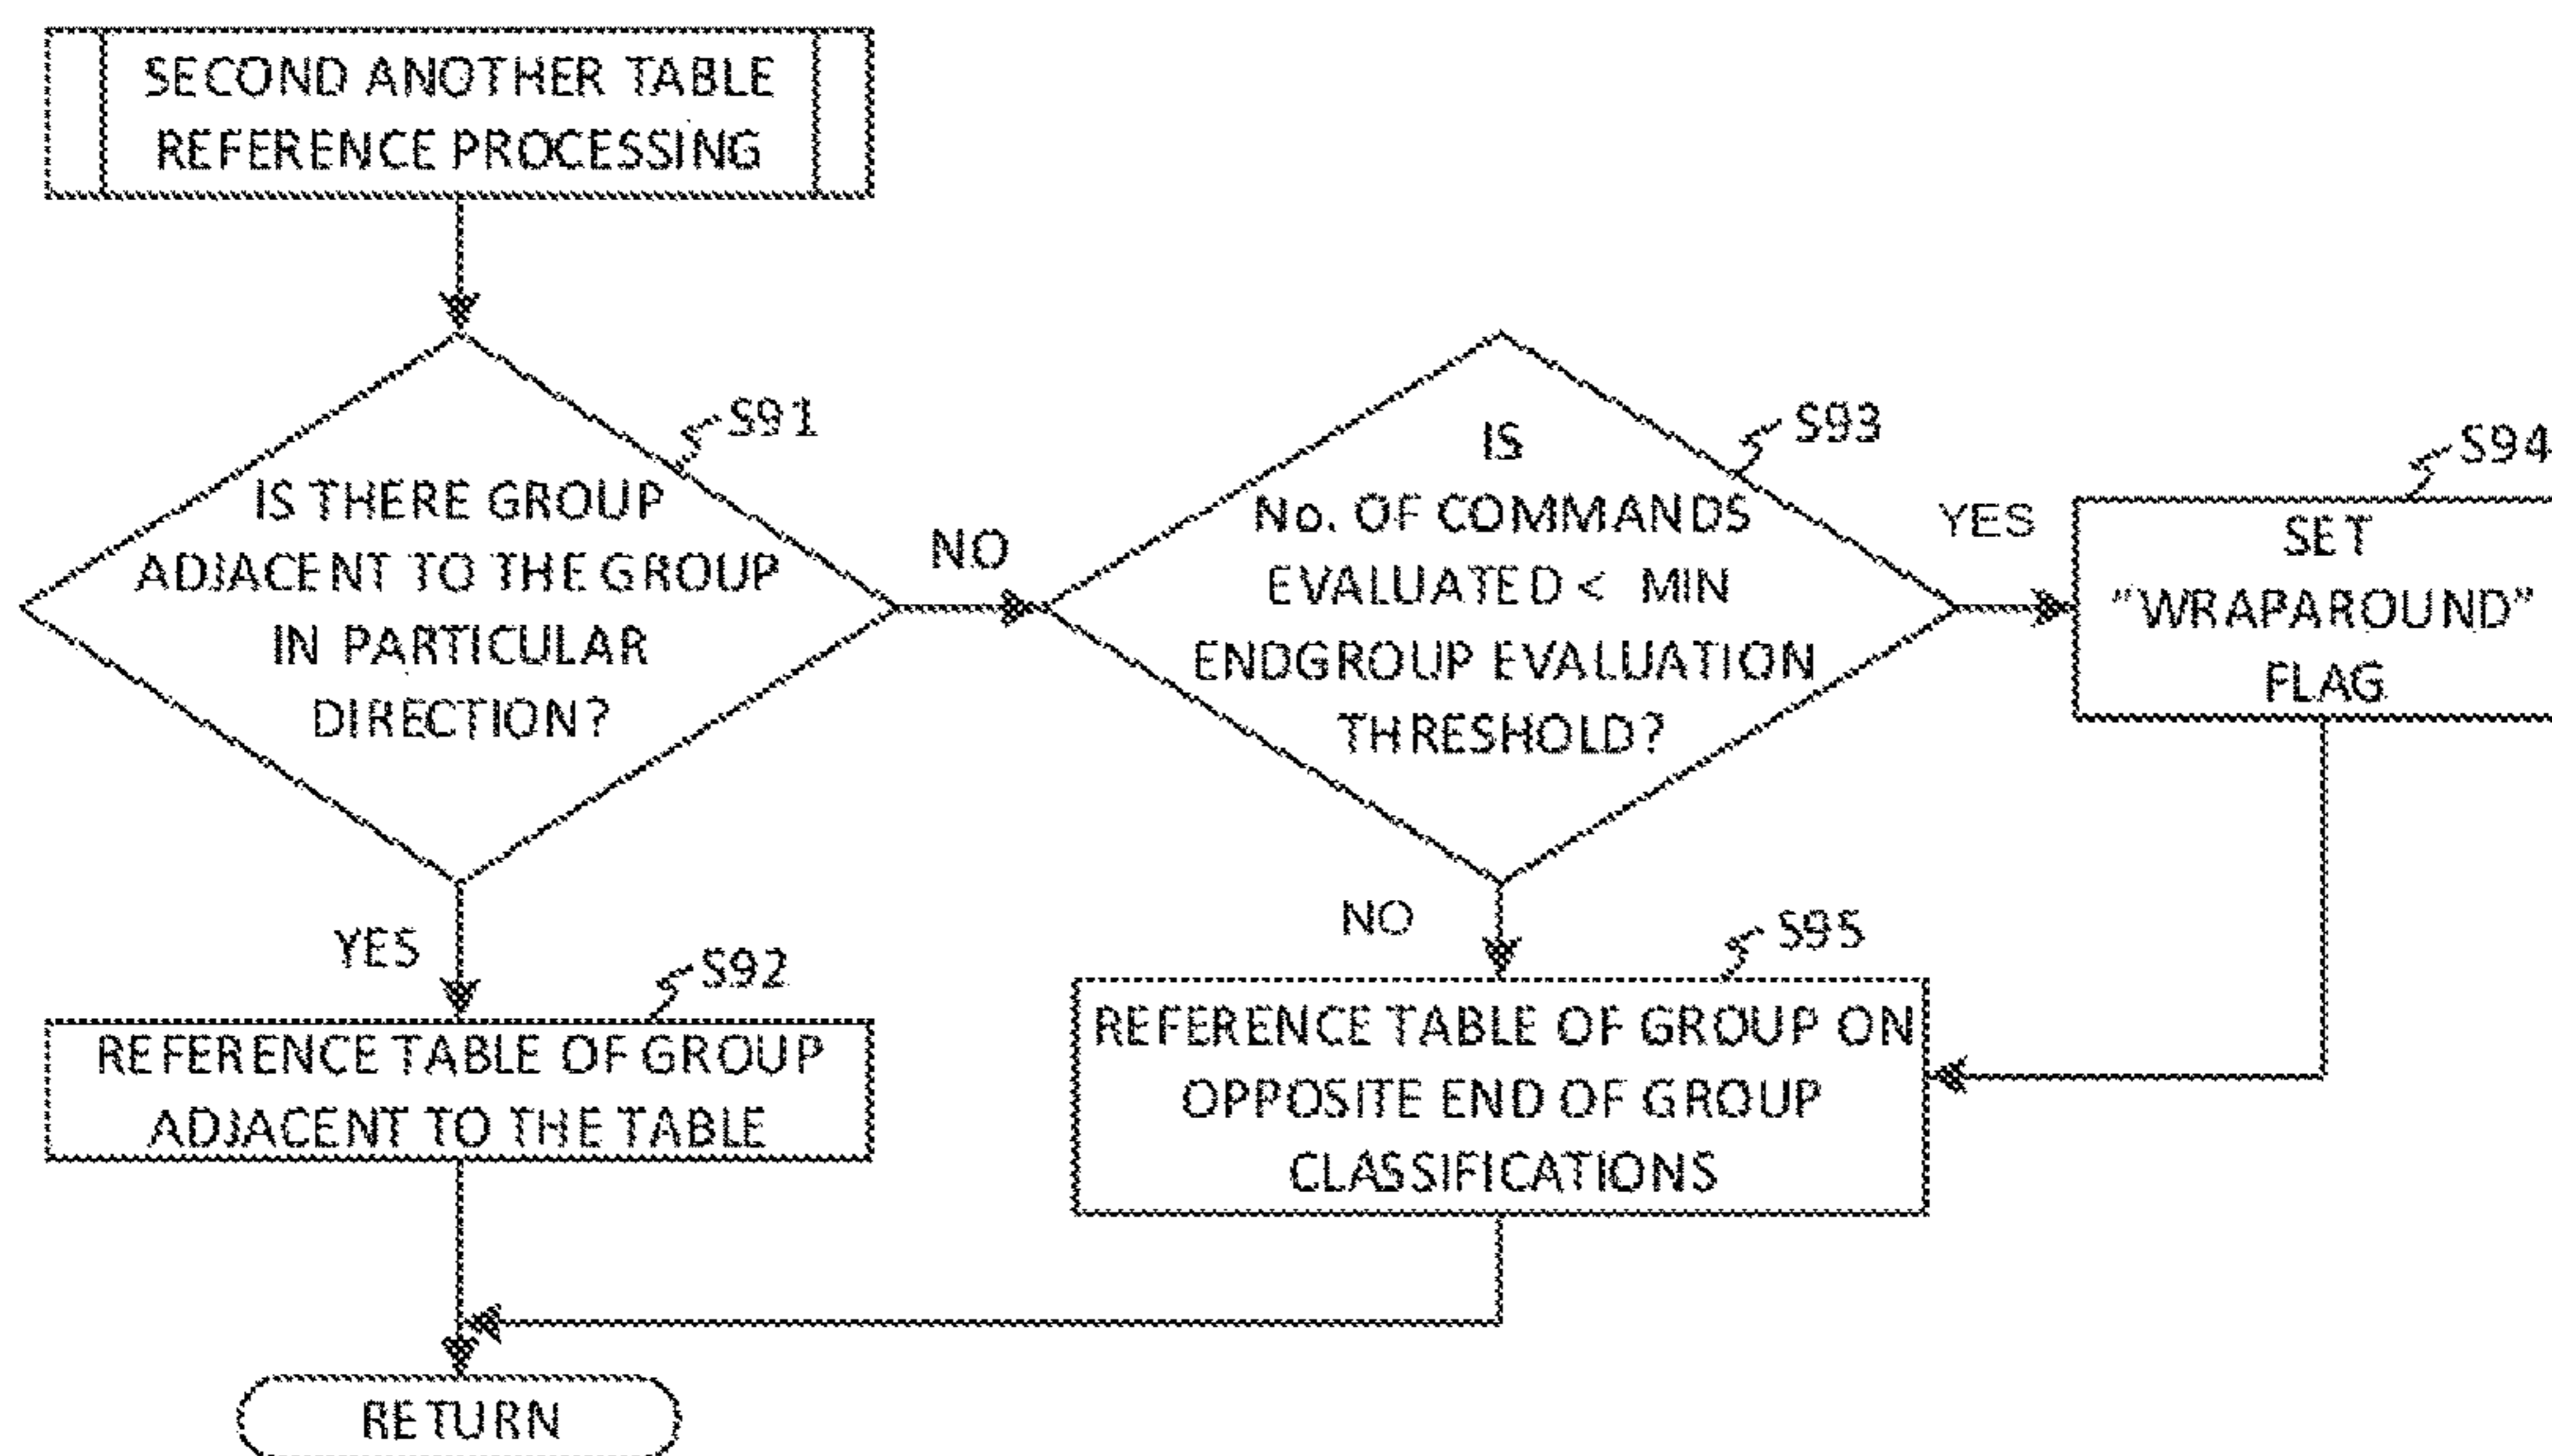 SECOND ANOTHER TABLE
REFERENCE PROCESSING
S91
IS THERE GROUP
ADJACENT TO THE GROUP
IN PARTICULAR
DIRECTION?
NO
S93
IS
No. OF COMMANDS
EVALUATED < MIN
ENDGROUP EVALUATION
THRESHOLD?
YES
S94
SET
"WRAPAROUND"
FLAG
YES
S92
REFERENCE TABLE OF GROUP
ADJACENT TO THE TABLE
NO
S95
REFERENCE TABLE OF GROUP ON
OPPOSITE END OF GROUP
CLASSIFICATIONS
RETURN